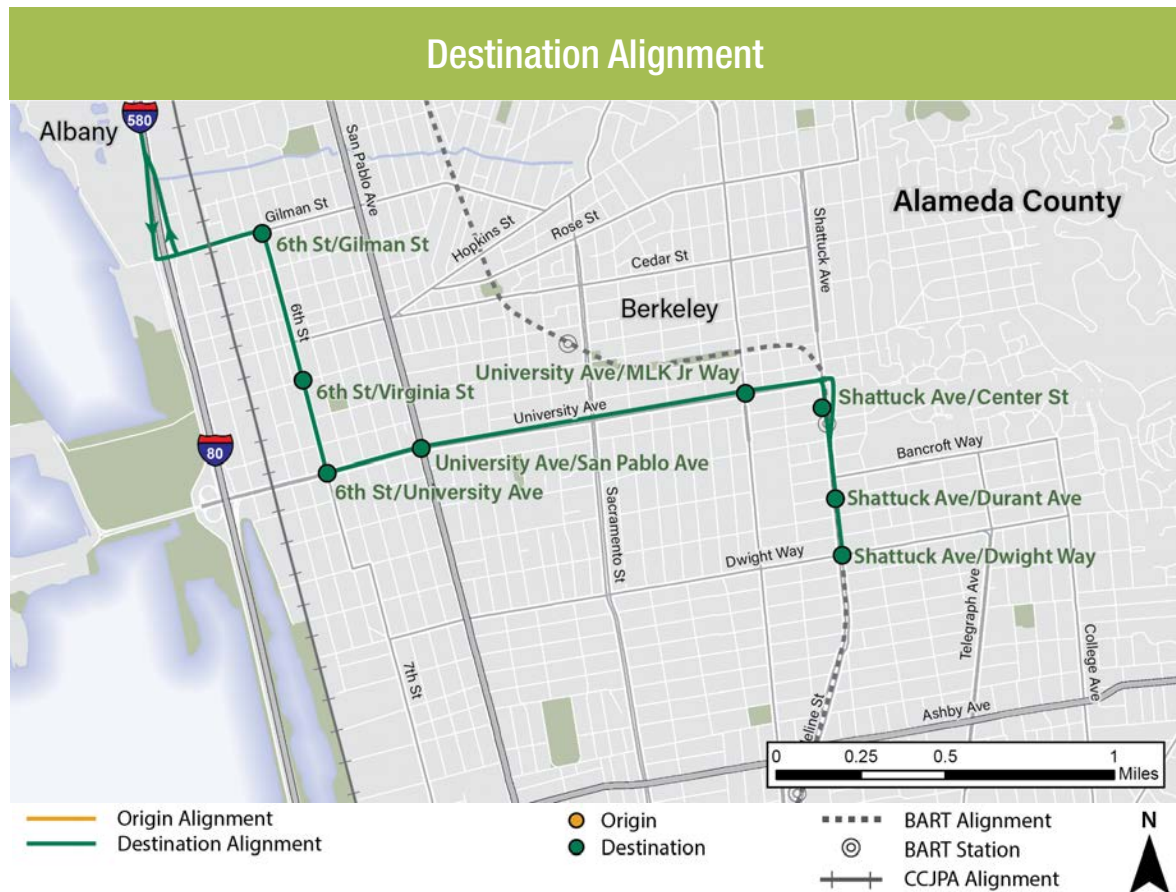 Destination Alignment
580
Albany
San Pablo Ave
Gilman St
6th St/Gilman St
Hopkins St
Rose St
Cedar St
Shattuck Ave
Alameda County
Berkeley
6th St
6th St/Virginia St
University Ave/MLK Jr Way
University Ave
Shattuck Ave/Center St
80
University Ave/San Pablo Ave
6th St/University Ave
Bancroft Way
Sacramento St
Shattuck Ave/Durant Ave
Dwight Way
Shattuck Ave/Dwight Way
Telegraph Ave
College Ave
7th St
Ashby Ave
eline St
0 0.25 0.5 1
Miles
Origin Alignment
Destination Alignment
Origin
Destination
BART Alignment
BART Station
CCJPA Alignment
N